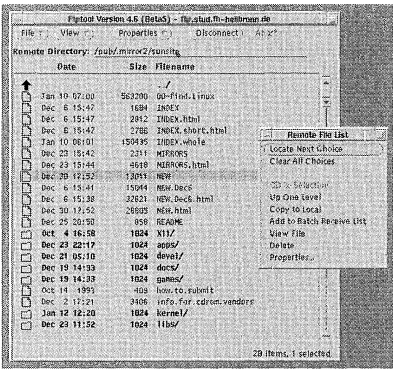 Ftptool Version 4.6 (Beta5) - ftp.stud.fh-heilbronn.de
File View Properties Disconnect About
Remote Directory: /pub/.mirror2/sunsite
Date Size Filename
../
Jan 10 07:00 563200 00-find.Linux
Dec 6 15:47 1684 INDEX
Dec 6 15:47 2812 INDEX.html
Dec 6 15:47 2786 INDEX.short.html
Jan 10 06:01 150435 INDEX.whole
Dec 23 15:42 2311 MIRRORS
Dec 23 15:44 4618 MIRRORS.html
Dec 30 17:52 13011 NEW
Dec 6 15:41 15044 NEW.Dec6
Dec 6 15:38 32621 NEW.Dec6.html
Dec 30 17:52 26805 NEW.html
Dec 25 20:50 858 README
Oct 4 16:58 1024 X11/
Dec 23 22:17 1024 apps/
Dec 21 05:10 1024 devel/
Dec 19 14:33 1024 docs/
Dec 19 14:33 1024 games/
Oct 14 1993 409 how.to.submit
Dec 2 17:21 3406 info.for.cdrom.vendors
Jan 12 12:20 1024 kernel/
Dec 23 11:52 1024 libs/
28 items, 1 selected
Remote File List
Locate Next Choice
Clear All Choices
CD to Selection
Up One Level
Copy to Local
Add to Batch Receive List
View File
Delete
Properties...